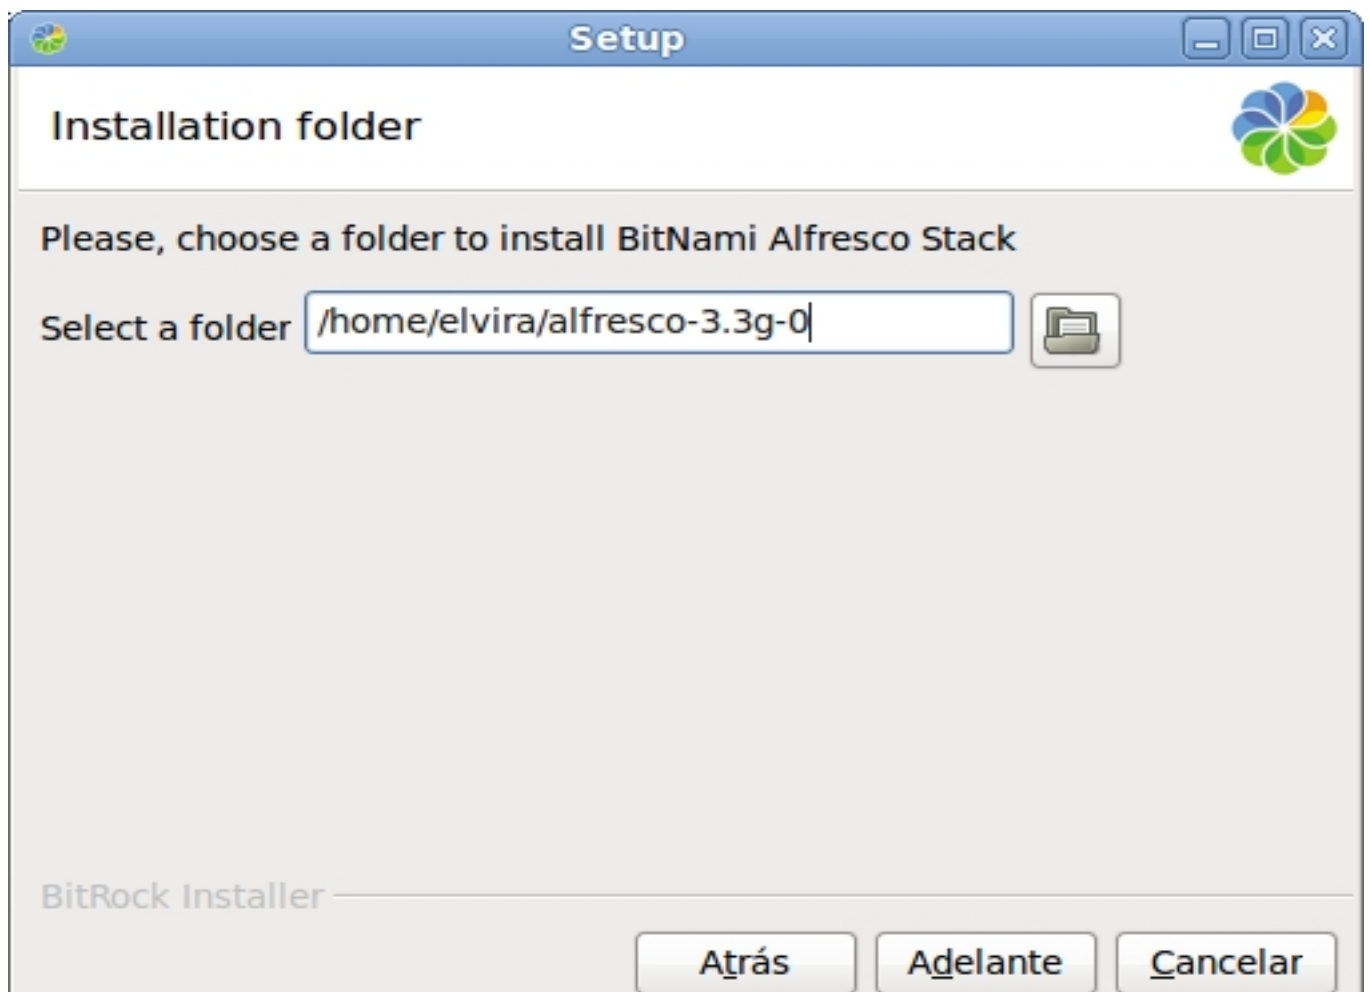 Setup
Installation folder
Please, choose a folder to install BitNami Alfresco Stack
Select a folder /home/elvira/alfresco-3.3g-0
BitRock Installer
Atrás Adelante Cancelar